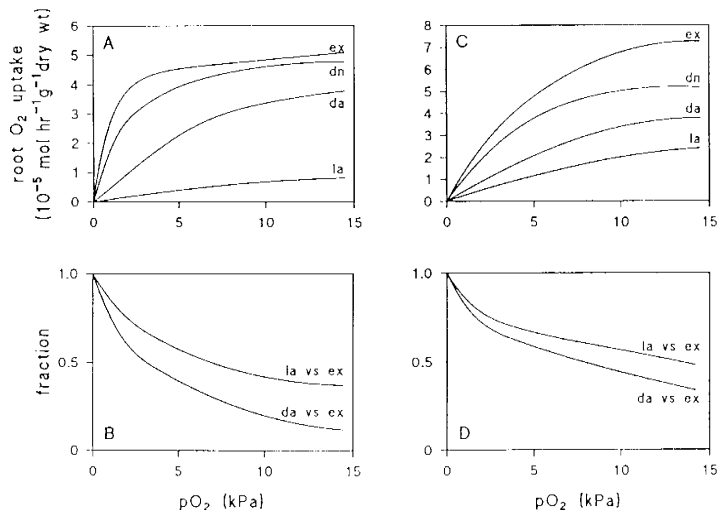 root O2 uptake
(10^-5 mol hr^-1 g^-1 dry wt)
A
6
5
4
3
2
1
0
ex
dn
da
la
0
5
10
15
C
8
7
6
5
4
3
2
1
0
ex
dn
da
la
0
5
10
15
fraction
1.0
0.5
0
la vs ex
da vs ex
B
0
5
10
15
pO2 (kPa)
1.0
0.5
0
la vs ex
da vs ex
D
0
5
10
15
pO2 (kPa)